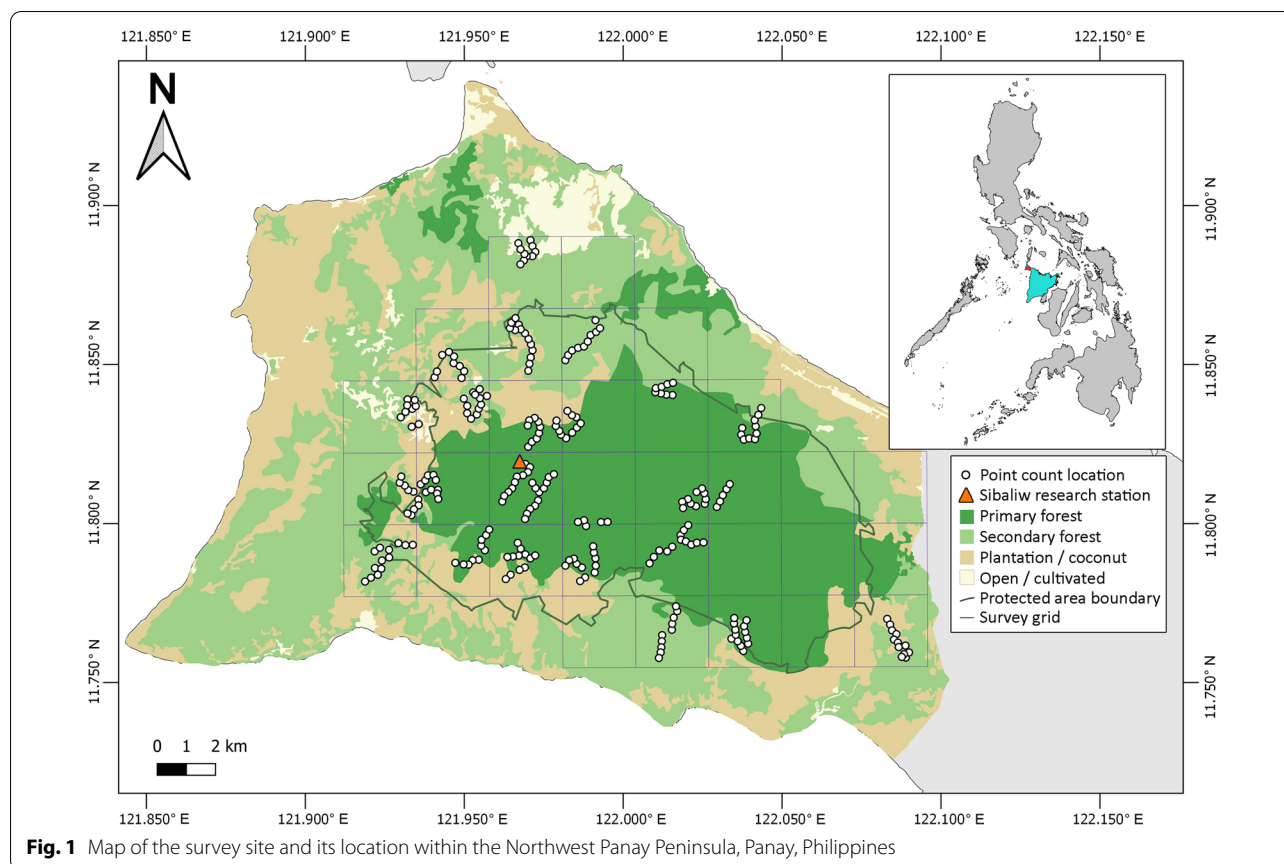 121.850° E 121.900° E 121.950° E 122.000° E 122.050° E 122.100° E 122.150° E
N
11.900° N 11.900° N
11.850° N 11.850° N
Point count location
Sibaliw research station
Primary forest
Secondary forest
Plantation / coconut
Open / cultivated
Protected area boundary
Survey grid
11.800° N 11.800° N
11.750° N 11.750° N
0 1 2 km
121.850° E 121.900° E 121.950° E 122.000° E 122.050° E 122.100° E 122.150° E
Fig. 1 Map of the survey site and its location within the Northwest Panay Peninsula, Panay, Philippines